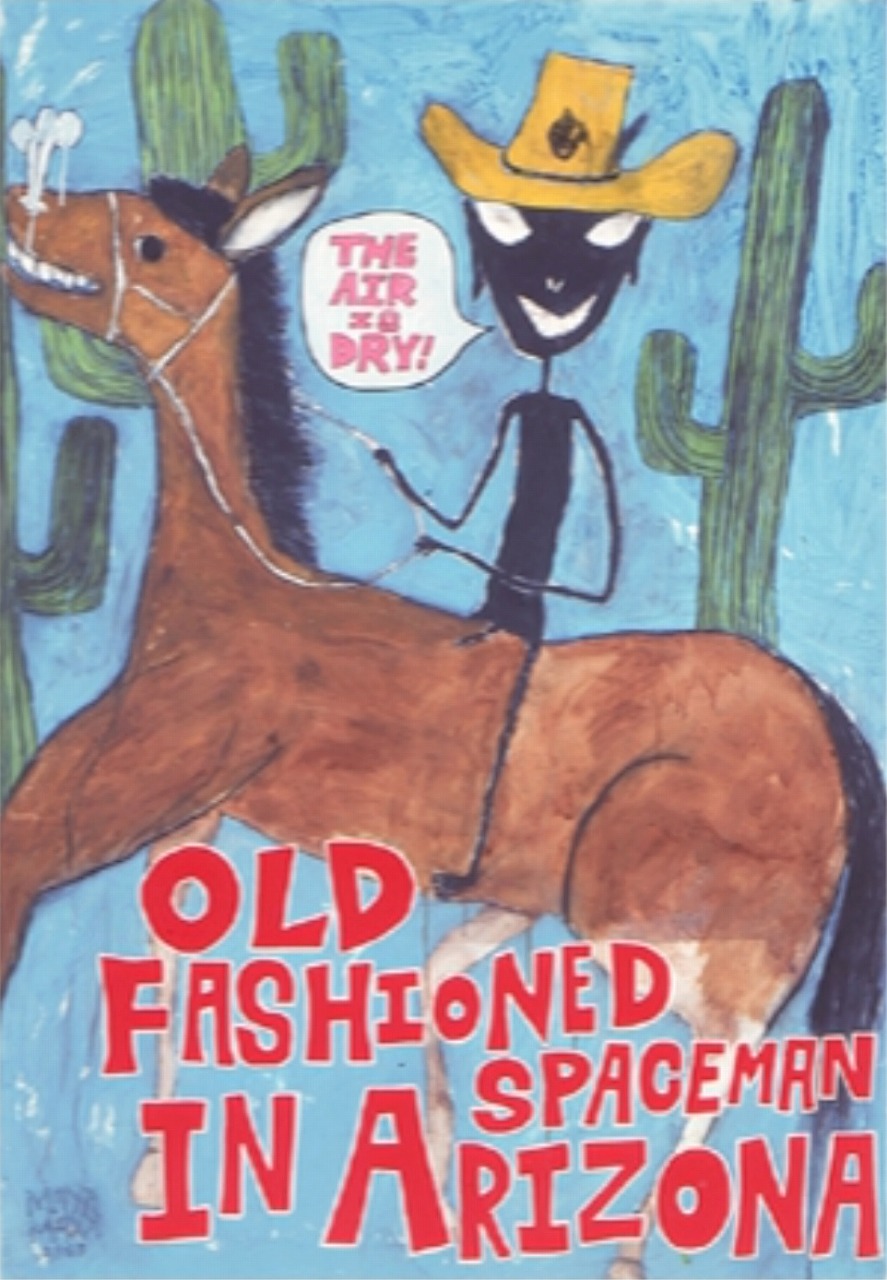 THE
AIR
IS
DRY!
OLD
FASHIONED
SPACEMAN
IN ARIZONA